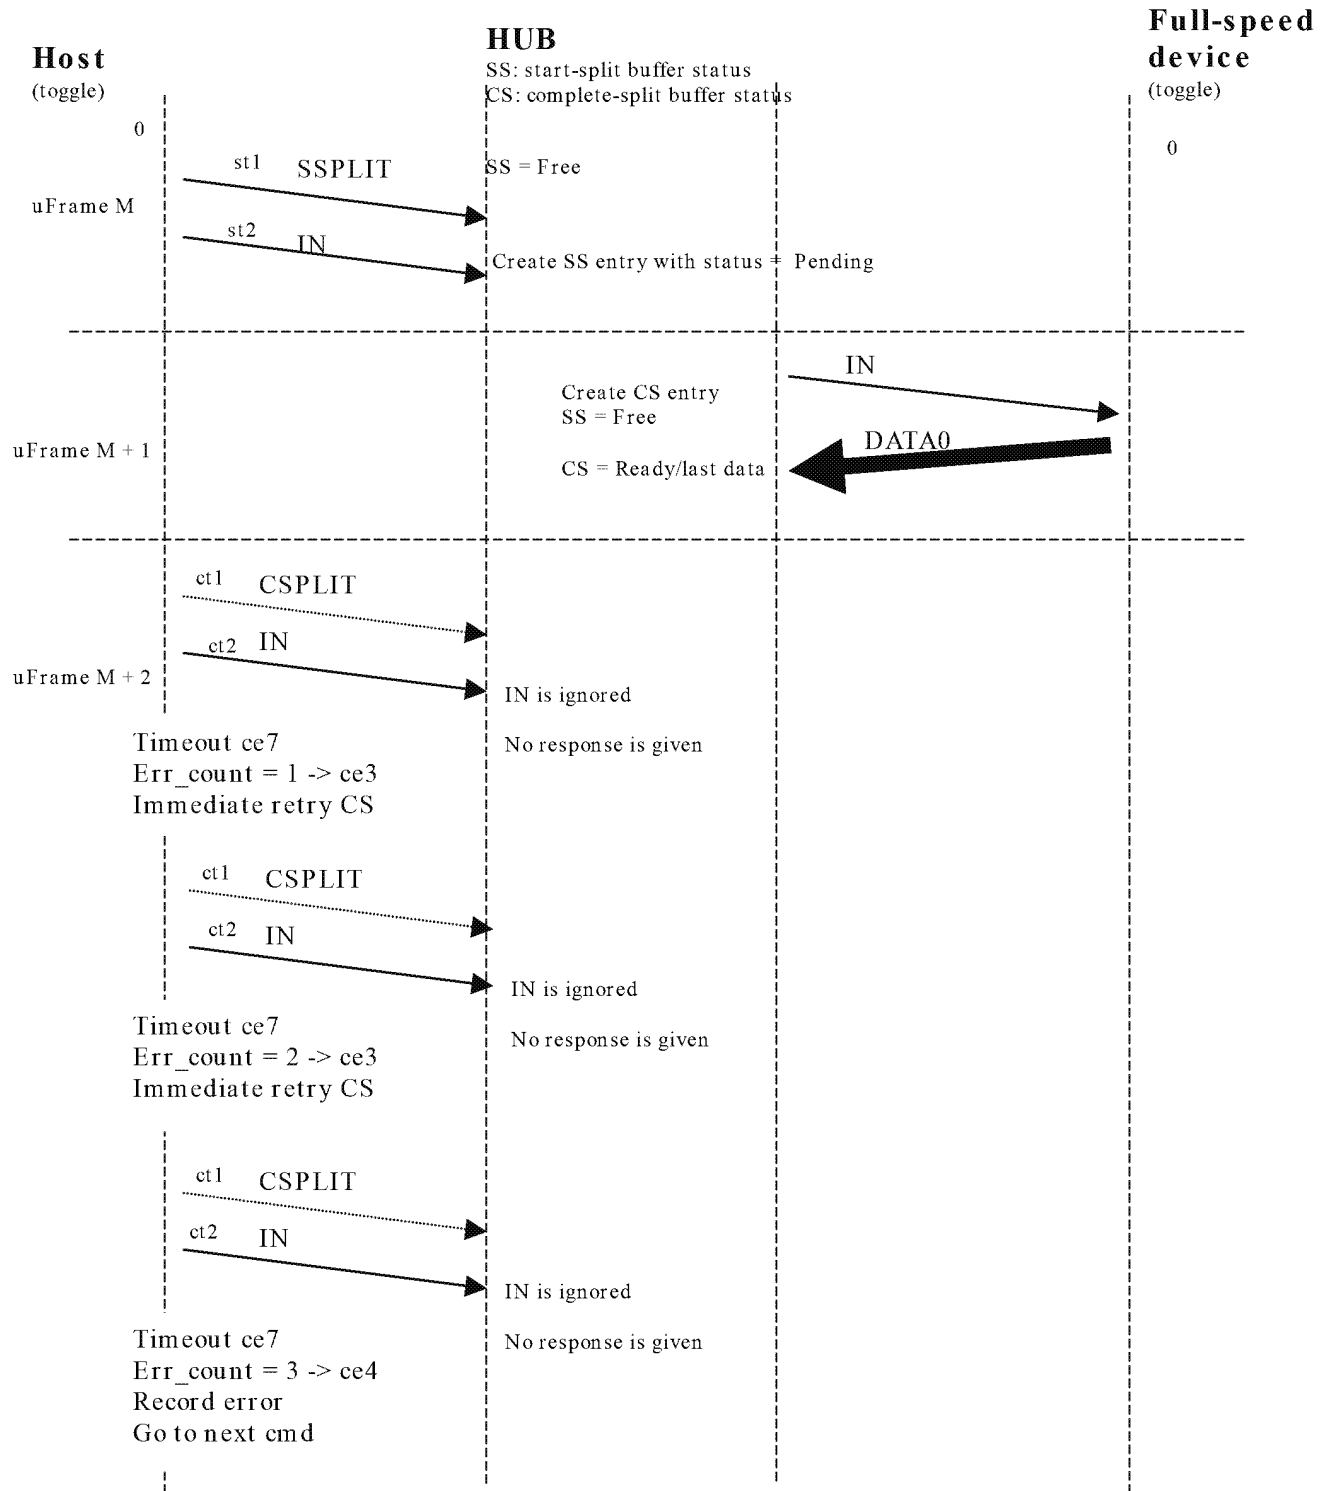 Host
(toggle)
HUB
SS: start-split buffer status
CS: complete-split buffer status
Full-speed
device
(toggle)
0
0
st1 SSPLIT
SS = Free
uFrame M
st2 IN
Create SS entry with status = Pending
IN
Create CS entry
SS = Free
uFrame M + 1
DATA0
CS = Ready/last data
ct1 CSPLIT
ct2 IN
uFrame M + 2
IN is ignored
Timeout ce7
No response is given
Err_count = 1 -> ce3
Immediate retry CS
ct1 CSPLIT
ct2 IN
IN is ignored
Timeout ce7
No response is given
Err_count = 2 -> ce3
Immediate retry CS
ct1 CSPLIT
ct2 IN
IN is ignored
Timeout ce7
No response is given
Err_count = 3 -> ce4
Record error
Go to next cmd